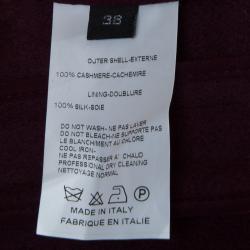 38
OUTER SHELL-EXTERNE
100% CASHMERE-CACHEMIRE
LINING-DOUBLURE
100% SILK-SOIE
DO NOT WASH- NE PAS LAVER
DO NOT BLEACH-NE SUPPORTE PAS
LE BLANCHIMENT AU CHLORE
COOL IRON-
NE PAS REPASSER AT CHALD
PROFESSIONAL DRY CLEANING
NETTOYAGE NORMAL
MADE IN ITALY
FABRIQUE EN ITALIE